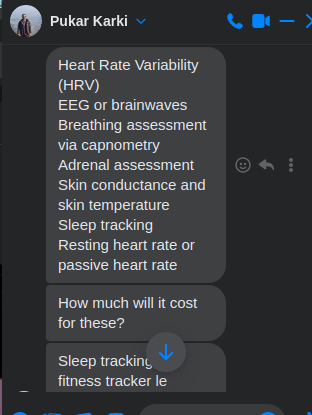 Pukar Karki
Heart Rate Variability
(HRV)
EEG or brainwaves
Breathing assessment
via capnometry
Adrenal assessment
Skin conductance and
skin temperature
Sleep tracking
Resting heart rate or
passive heart rate
How much will it cost
for these?
Sleep tracking
fitness tracker le